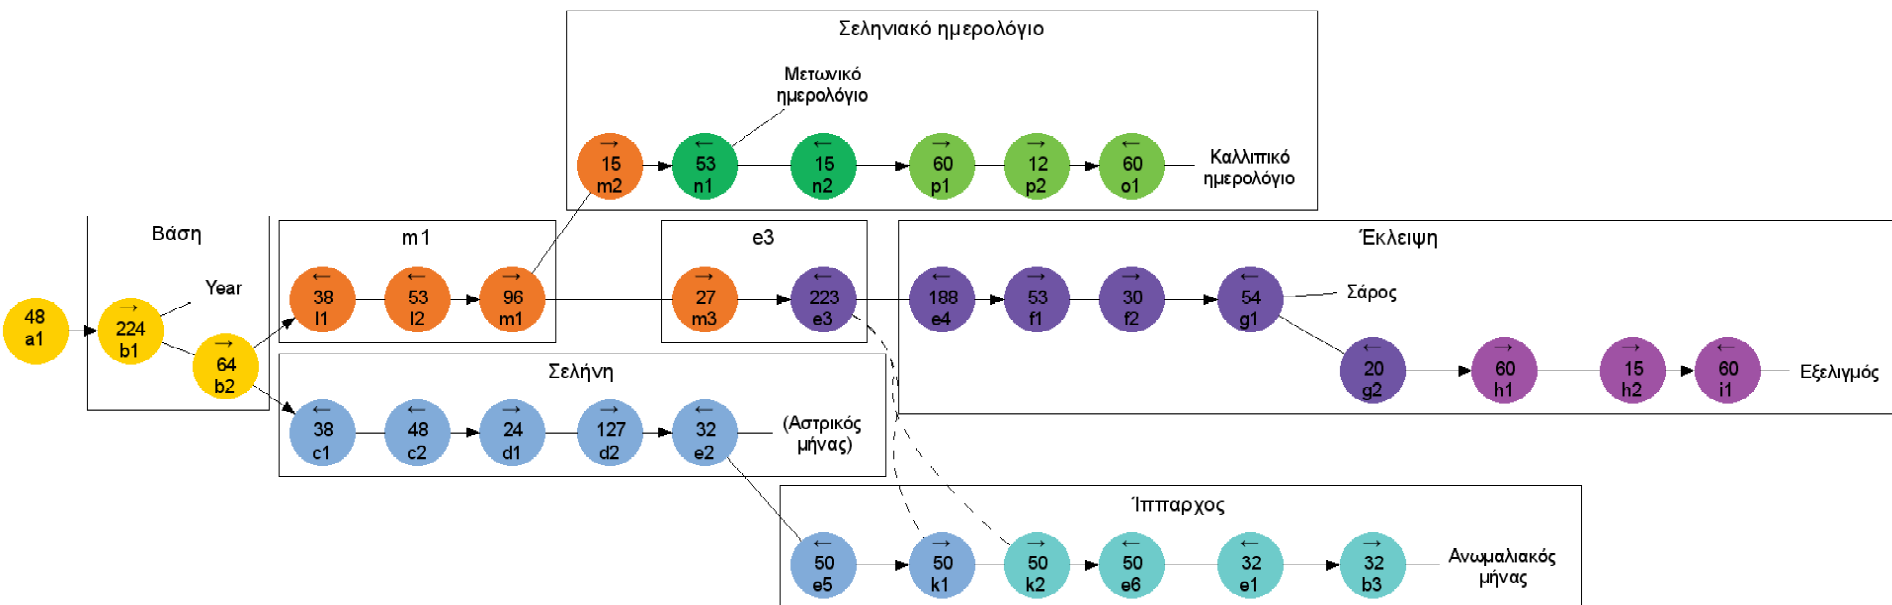 Σεληνιακό ημερολόγιο
Μετωνικό
ημερολόγιο
→
15
m2
←
53
n1
←
15
n2
→
60
p1
→
12
p2
←
60
o1
Καλλιπικό
ημερολόγιο
Βάση
Year
48
a1
→
224
b1
→
64
b2
m1
←
38
l1
←
53
l2
→
96
m1
e3
→
27
m3
←
223
e3
Έκλειψη
←
188
e4
→
53
f1
→
30
f2
←
54
g1
Σάρος
←
20
g2
→
60
h1
→
15
h2
←
60
i1
Εξελιγμός
Σελήνη
←
38
c1
←
48
c2
→
24
d1
→
127
d2
←
32
e2
(Αστρικός
μήνας)
Ίππαρχος
←
50
e5
→
50
k1
→
50
k2
←
50
e6
←
32
e1
→
32
b3
Ανωμαλιακός
μήνας